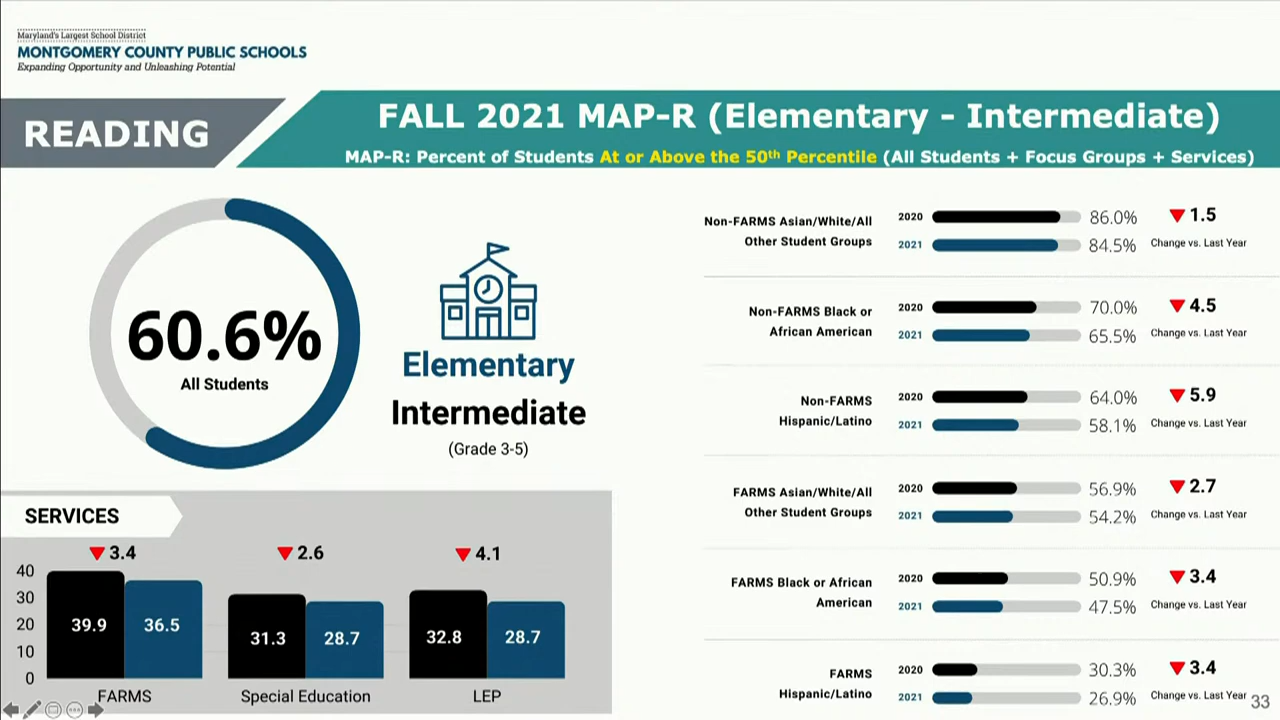 Maryland's Largest School District
MONTGOMERY COUNTY PUBLIC SCHOOLS
Expanding Opportunity and Unleashing Potential
READING
FALL 2021 MAP-R (Elementary - Intermediate)
MAP-R: Percent of Students At or Above the 50th Percentile (All Students + Focus Groups + Services)
60.6%
All Students
Elementary
Intermediate
(Grade 3-5)
SERVICES
▼ 3.4 ▼ 2.6 ▼ 4.1
40
30
20
10
0
39.9 36.5 31.3 28.7 32.8 28.7
FARMS Special Education LEP
Non-FARMS Asian/White/All
Other Student Groups
2020 86.0% ▼ 1.5
2021 84.5% Change vs. Last Year
Non-FARMS Black or
African American
2020 70.0% ▼ 4.5
2021 65.5% Change vs. Last Year
Non-FARMS
Hispanic/Latino
2020 64.0% ▼ 5.9
2021 58.1% Change vs. Last Year
FARMS Asian/White/All
Other Student Groups
2020 56.9% ▼ 2.7
2021 54.2% Change vs. Last Year
FARMS Black or African
American
2020 50.9% ▼ 3.4
2021 47.5% Change vs. Last Year
FARMS
Hispanic/Latino
2020 30.3% ▼ 3.4
2021 26.9% Change vs. Last Year
33